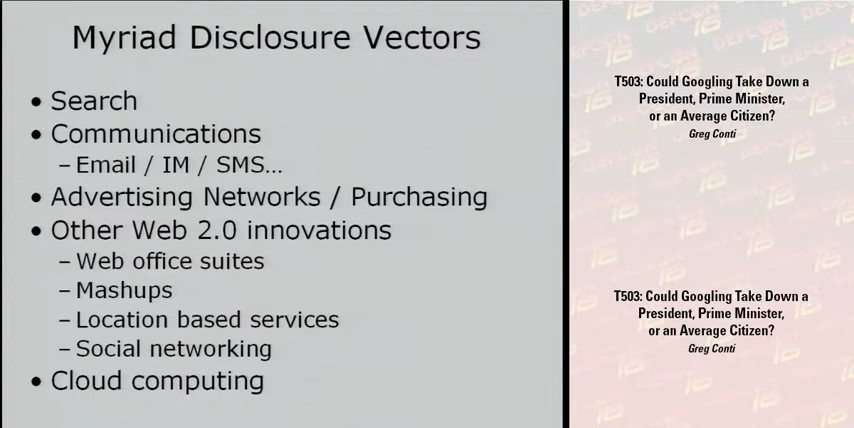 Myriad Disclosure Vectors
• Search
• Communications
– Email / IM / SMS...
• Advertising Networks / Purchasing
• Other Web 2.0 innovations
– Web office suites
– Mashups
– Location based services
– Social networking
• Cloud computing
T503: Could Googling Take Down a
President, Prime Minister,
or an Average Citizen?
Greg Conti
T503: Could Googling Take Down a
President, Prime Minister,
or an Average Citizen?
Greg Conti